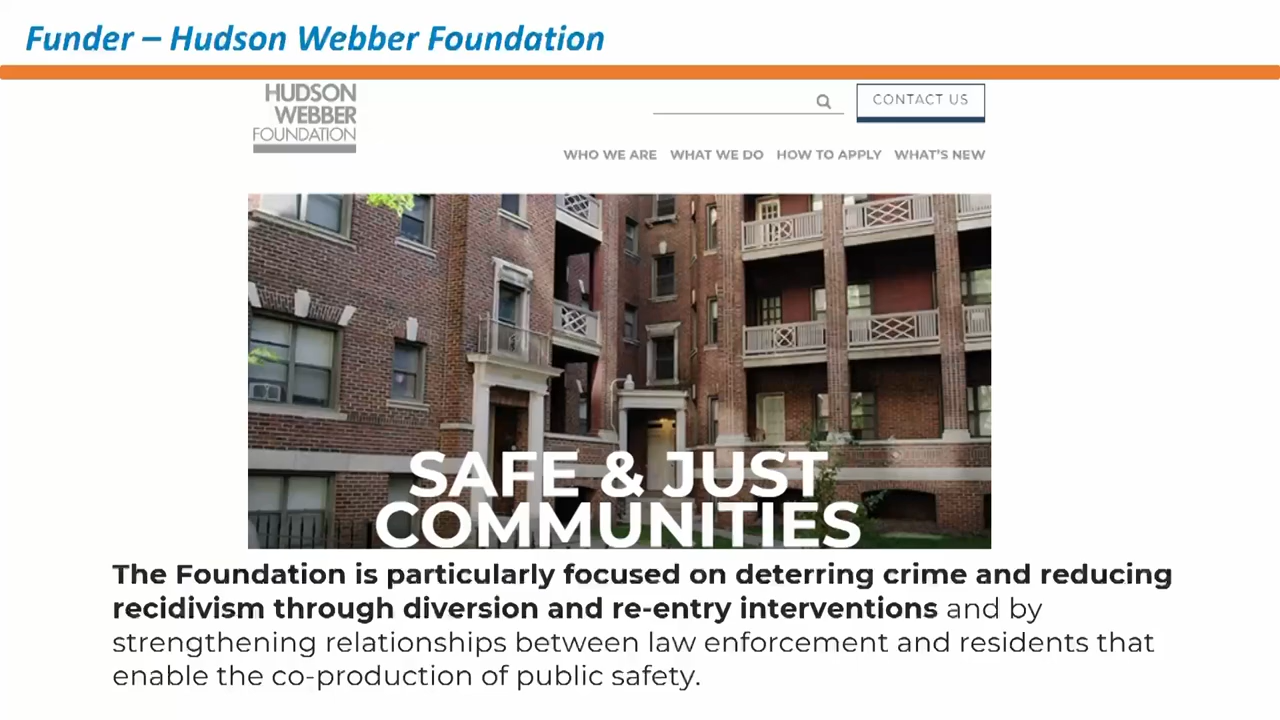 Funder – Hudson Webber Foundation
HUDSON
WEBBER
FOUNDATION
CONTACT US
WHO WE ARE WHAT WE DO HOW TO APPLY WHAT'S NEW
SAFE & JUST
COMMUNITIES
The Foundation is particularly focused on deterring crime and reducing
recidivism through diversion and re-entry interventions and by
strengthening relationships between law enforcement and residents that
enable the co-production of public safety.